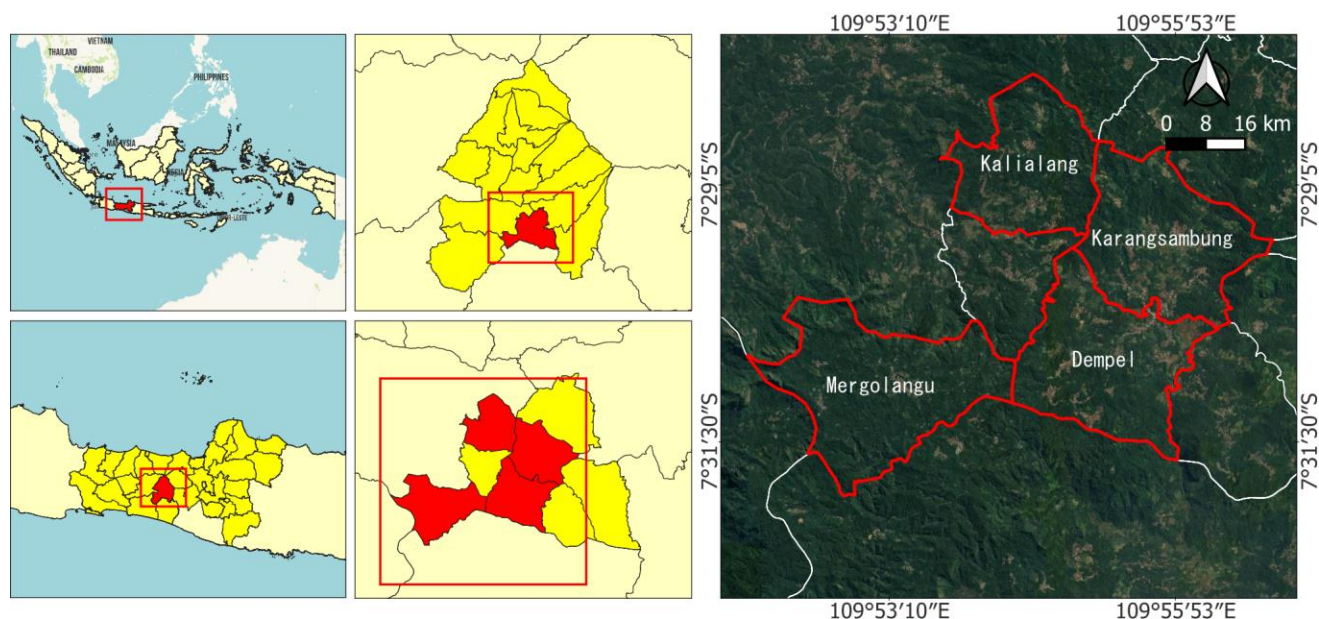 VIETNAM
THAILAND
CAMBODIA
PHILIPPINES
109°53′10″E
109°55′53″E
0 8 16 km
Kalialang
7°29′5″S
7°29′5″S
Karangsambung
Dempel
Mergolangu
7°31′30″S
7°31′30″S
109°53′10″E
109°55′53″E